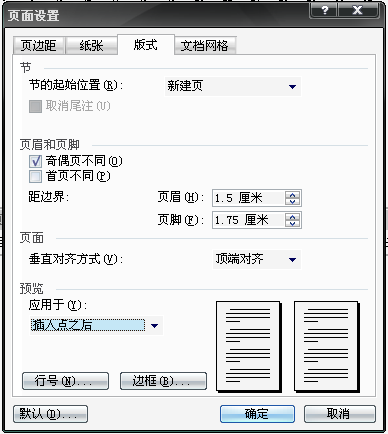 页面设置
页边距 纸张 版式 文档网格
节
节的起始位置(R): 新建页
取消尾注(U)
页眉和页脚
奇偶页不同(O)
首页不同(P)
距边界: 页眉(H): 1.5 厘米
页脚(F): 1.75 厘米
页面
垂直对齐方式(V): 顶端对齐
预览
应用于(Y):
插入点之后
行号(N)... 边框(B)...
默认(D)... 确定 取消